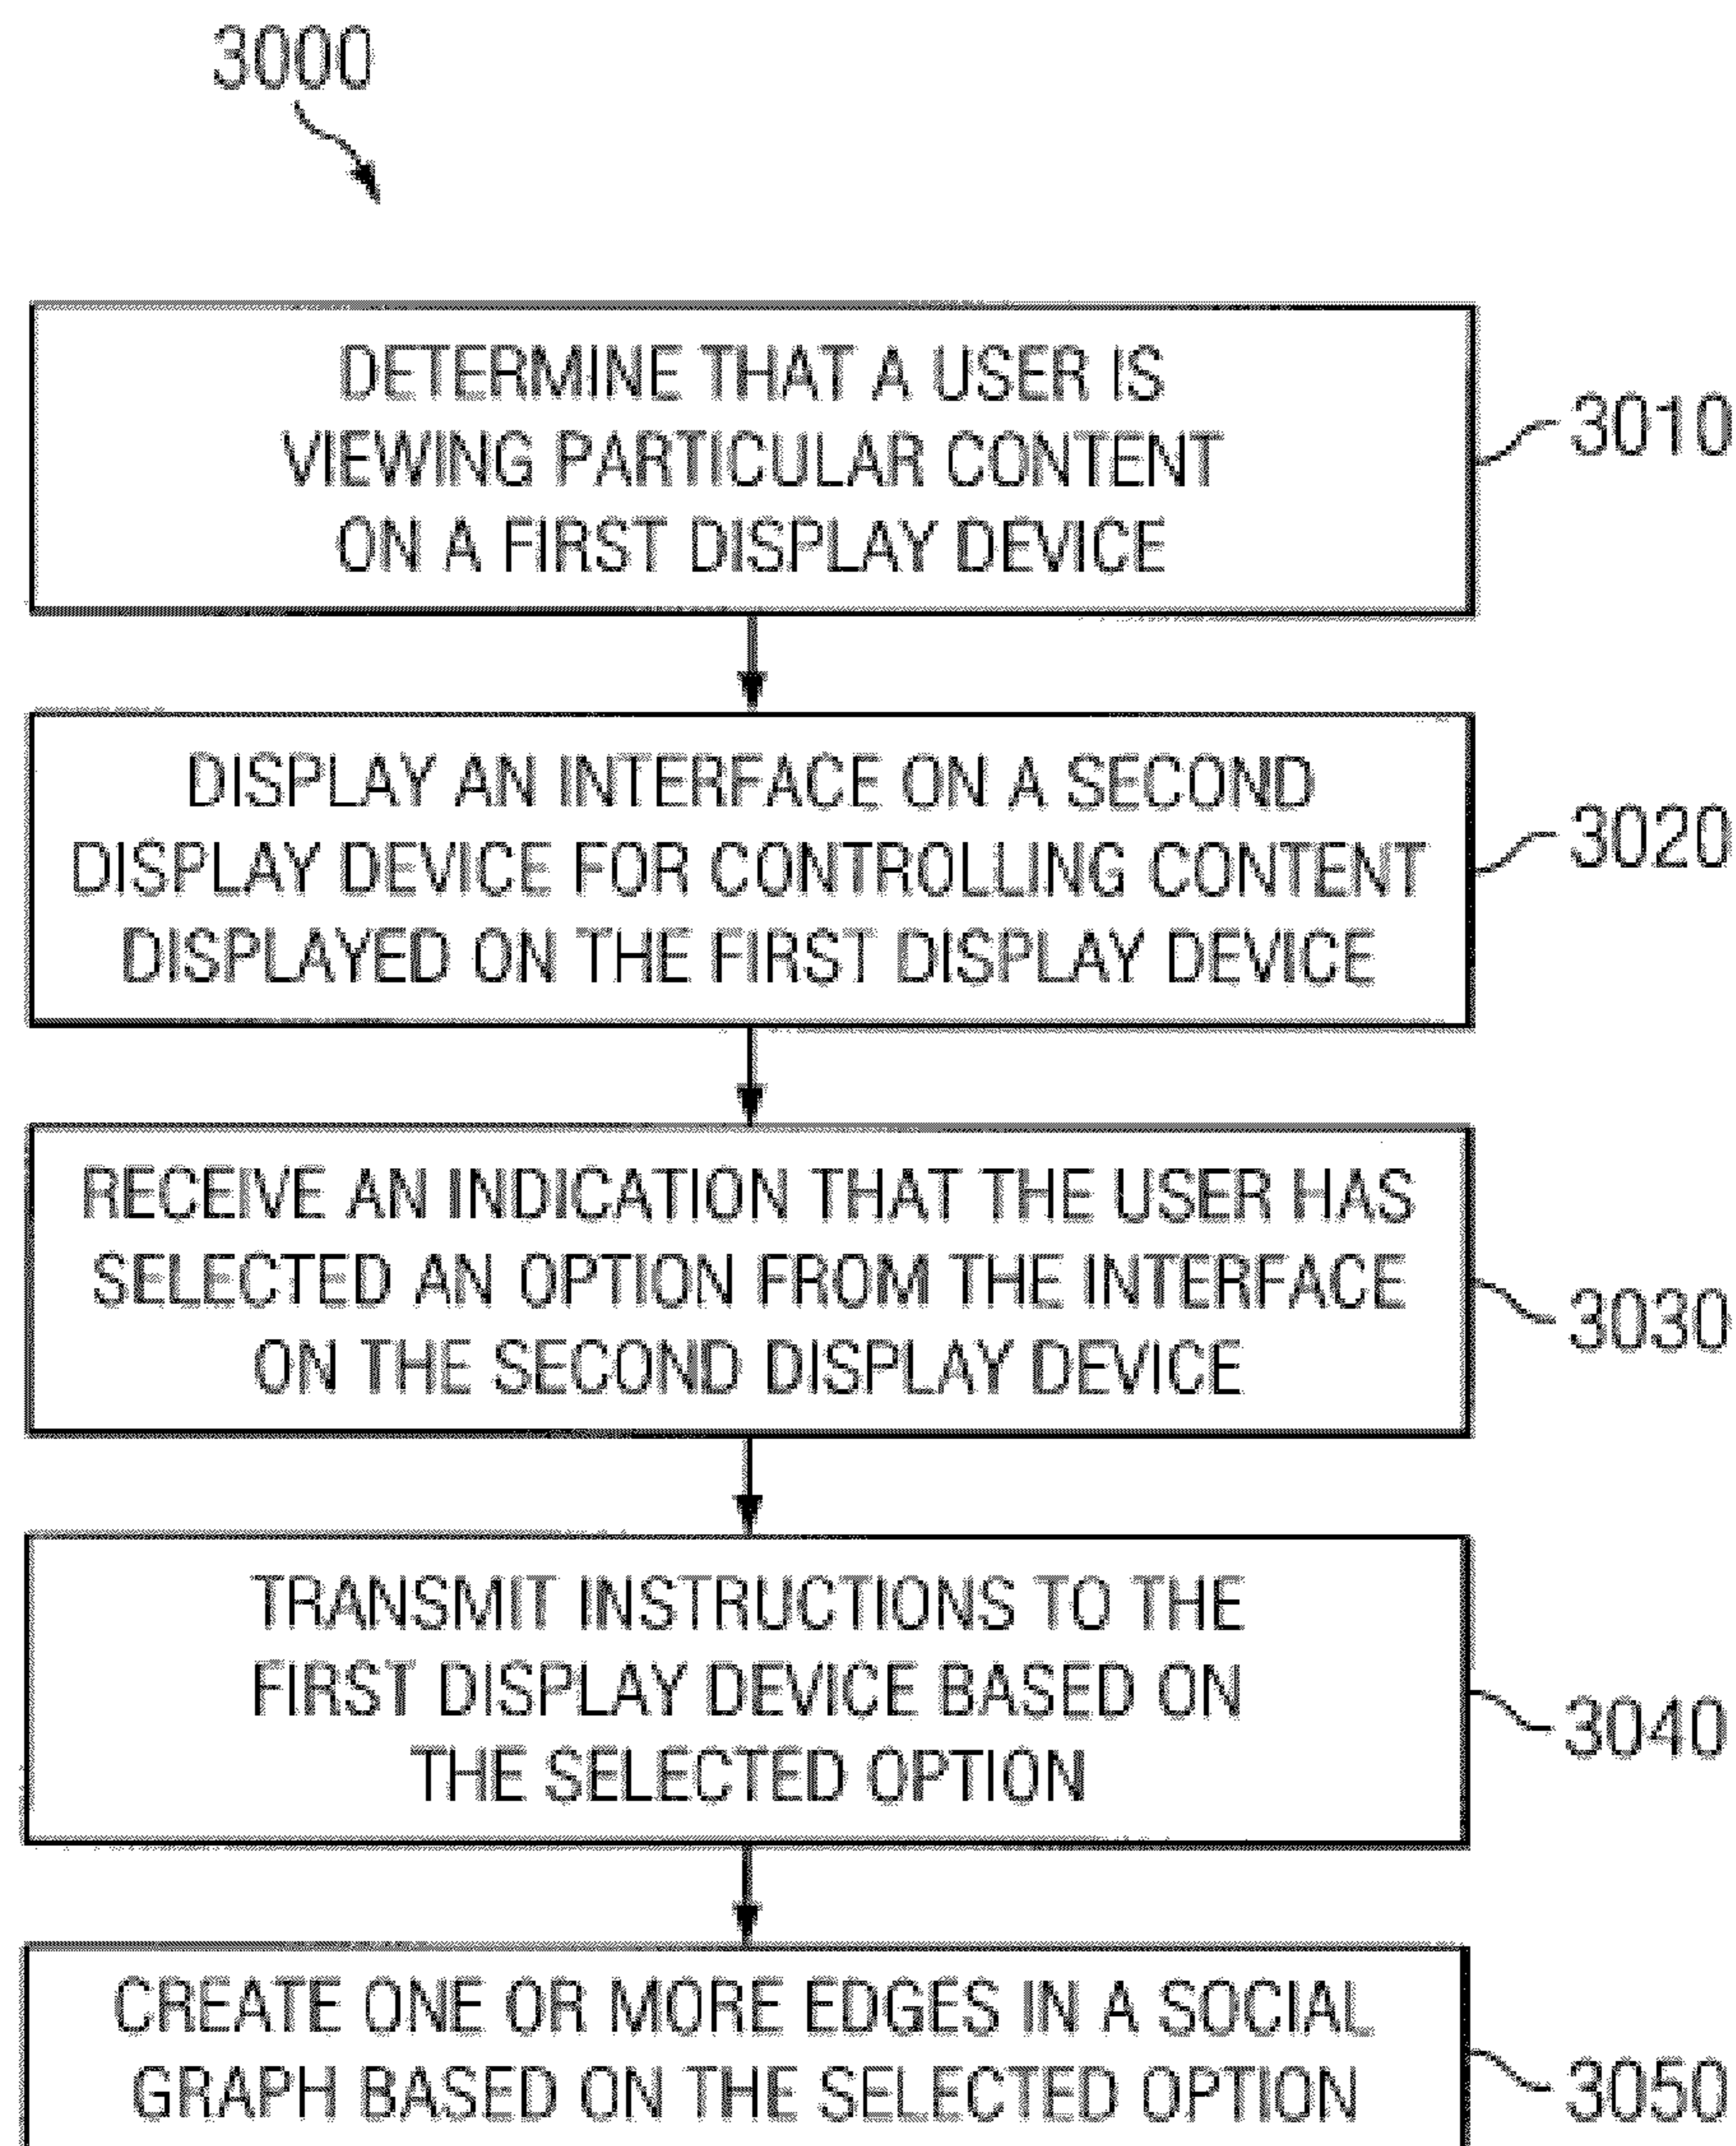 3000
DETERMINE THAT A USER IS
VIEWING PARTICULAR CONTENT
ON A FIRST DISPLAY DEVICE
3010
DISPLAY AN INTERFACE ON A SECOND
DISPLAY DEVICE FOR CONTROLLING CONTENT
DISPLAYED ON THE FIRST DISPLAY DEVICE
3020
RECEIVE AN INDICATION THAT THE USER HAS
SELECTED AN OPTION FROM THE INTERFACE
ON THE SECOND DISPLAY DEVICE
3030
TRANSMIT INSTRUCTIONS TO THE
FIRST DISPLAY DEVICE BASED ON
THE SELECTED OPTION
3040
CREATE ONE OR MORE EDGES IN A SOCIAL
GRAPH BASED ON THE SELECTED OPTION
3050